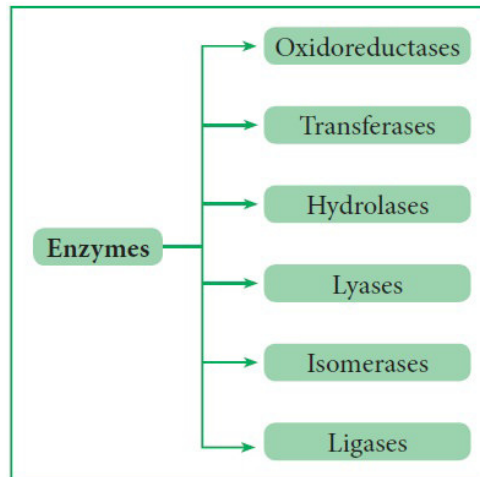 Oxidoreductases
Transferases
Hydrolases
Enzymes
Lyases
Isomerases
Ligases